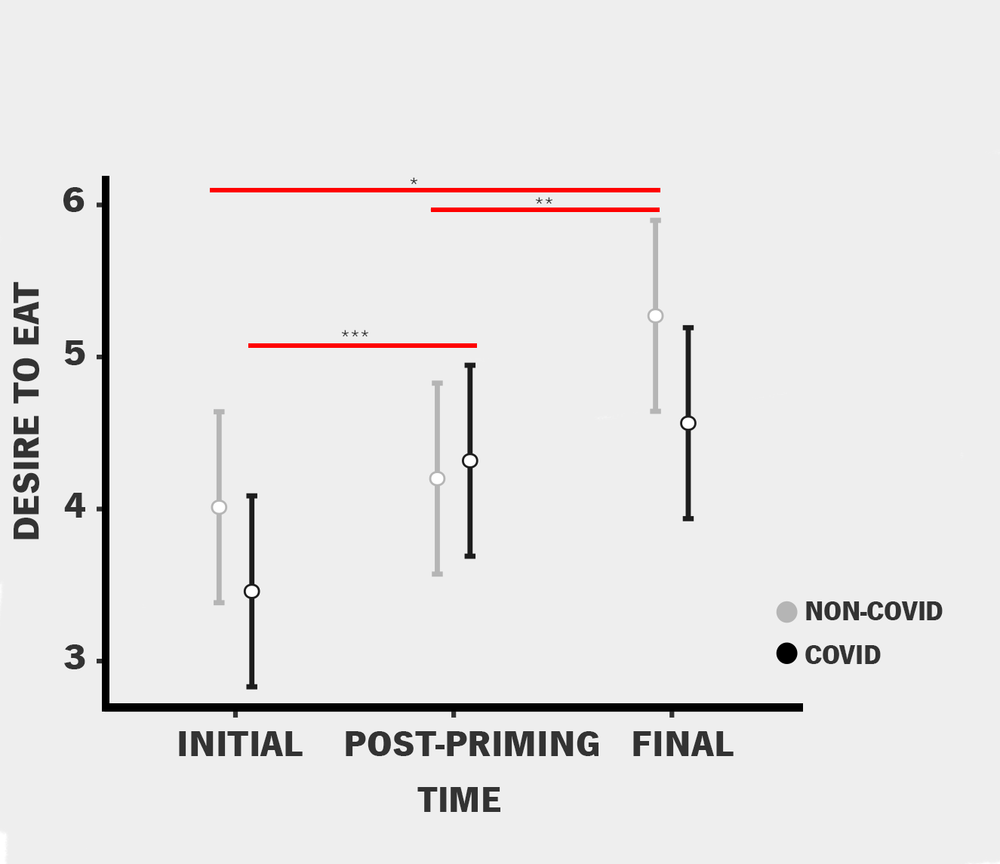 *
6
**
5
***
4
3
DESIRE TO EAT
NON-COVID
COVID
INITIAL POST-PRIMING FINAL
TIME